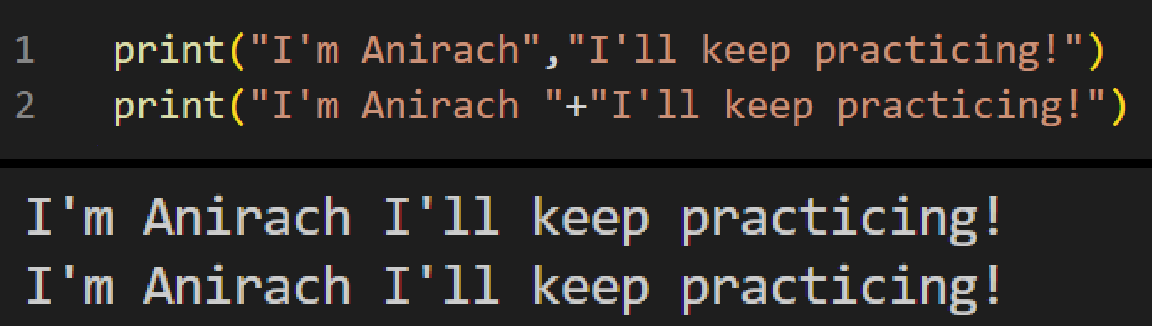 1 print("I'm Anirach","I'll keep practicing!")
2 print("I'm Anirach "+"I'll keep practicing!")
I'm Anirach I'll keep practicing!
I'm Anirach I'll keep practicing!